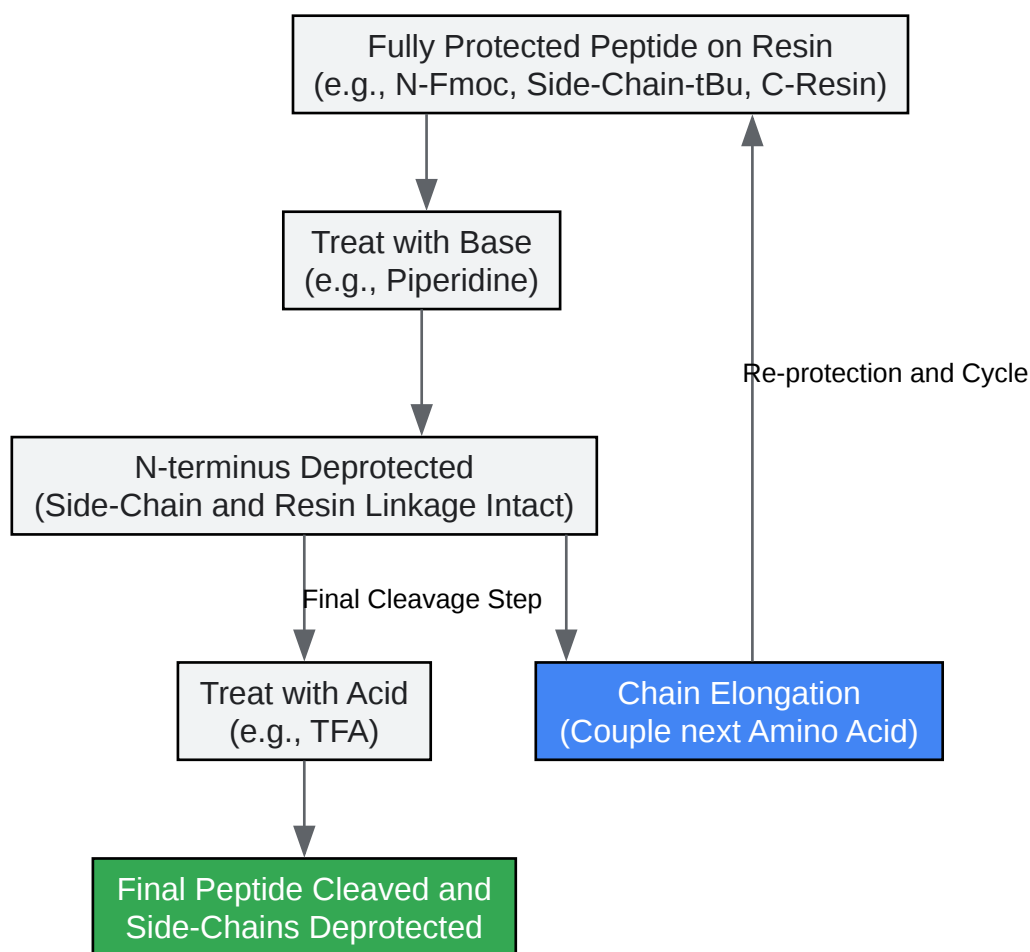 Fully Protected Peptide on Resin
(e.g., N-Fmoc, Side-Chain-tBu, C-Resin)
Treat with Base
(e.g., Piperidine)
Re-protection and Cycle
N-terminus Deprotected
(Side-Chain and Resin Linkage Intact)
Final Cleavage Step
Treat with Acid
(e.g., TFA)
Chain Elongation
(Couple next Amino Acid)
Final Peptide Cleaved and
Side-Chains Deprotected